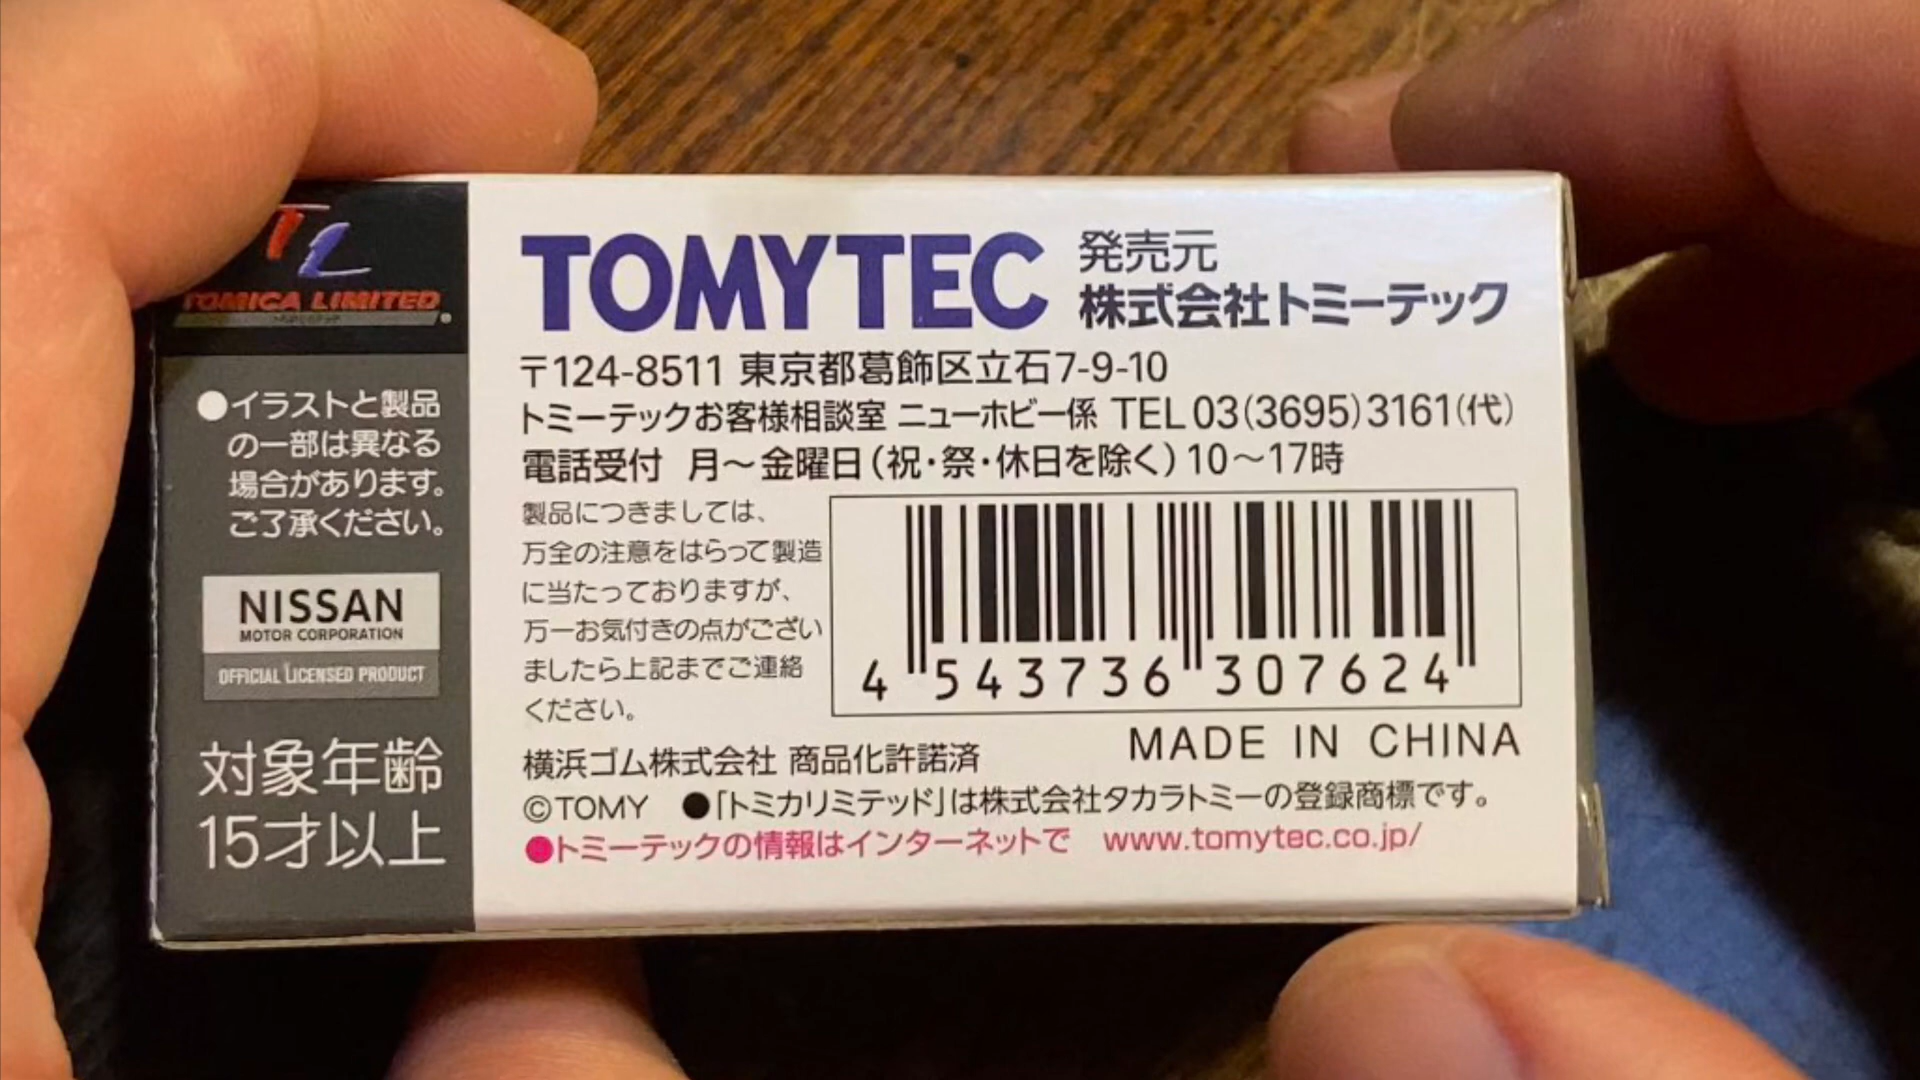 TL
TOMICA LIMITED
●イラストと製品
の一部は異なる
場合があります。
ご了承ください。
NISSAN
MOTOR CORPORATION
OFFICIAL LICENSED PRODUCT
対象年齢
15才以上
TOMYTEC
発売元
株式会社トミーテック
〒124-8511 東京都葛飾区立石7-9-10
トミーテックお客様相談室 ニューホビー係 TEL 03(3695)3161(代)
電話受付 月〜金曜日(祝・祭・休日を除く)10〜17時
製品につきましては、
万全の注意をはらって製造
に当たっておりますが、
万一お気付きの点がござい
ましたら上記までご連絡
ください。
4 543736 307624
MADE IN CHINA
横浜ゴム株式会社 商品化許諾済
©TOMY ●「トミカリミテッド」は株式会社タカラトミーの登録商標です。
●トミーテックの情報はインターネットで www.tomytec.co.jp/